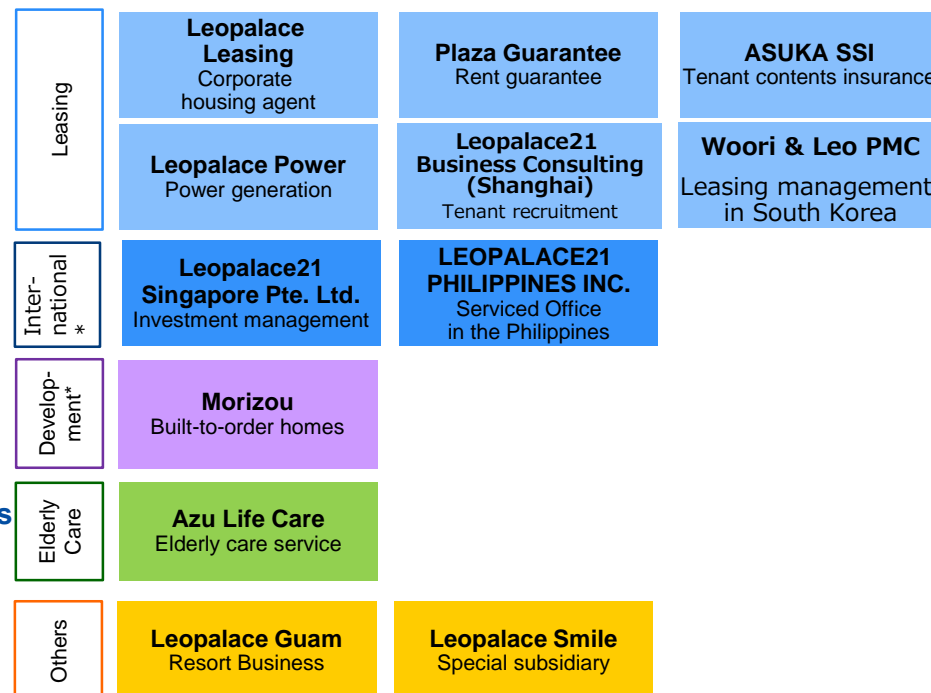 Leasing
Leopalace
Leasing
Corporate
housing agent
Plaza Guarantee
Rent guarantee
ASUKA SSI
Tenant contents insurance
Leopalace Power
Power generation
Leopalace21
Business Consulting
(Shanghai)
Tenant recruitment
Woori & Leo PMC
Leasing management
in South Korea
Inter-
national
*
Leopalace21
Singapore Pte. Ltd.
Investment management
LEOPALACE21
PHILIPPINES INC.
Serviced Office
in the Philippines
Develop-
ment*
Morizou
Built-to-order homes
s
Elderly
Care
Azu Life Care
Elderly care service
Others
Leopalace Guam
Resort Business
Leopalace Smile
Special subsidiary